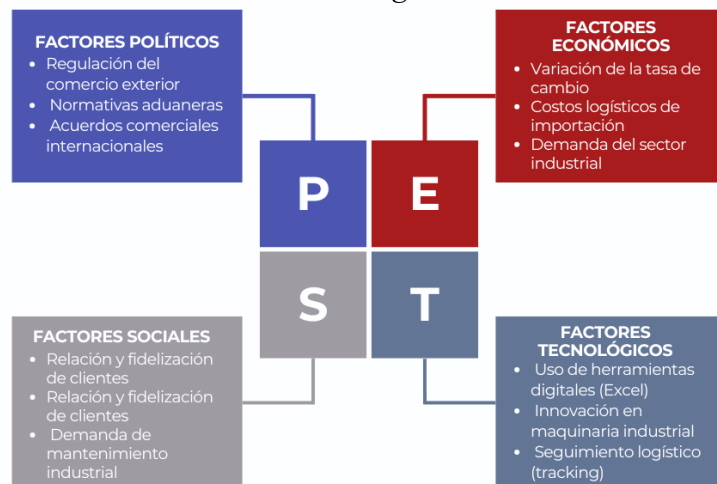 FACTORES POLÍTICOS
• Regulación del
comercio exterior
• Normativas aduaneras
• Acuerdos comerciales
internacionales
FACTORES
ECONÓMICOS
• Variación de la tasa de
cambio
• Costos logísticos de
importación
• Demanda del sector
industrial
P
E
S
T
FACTORES SOCIALES
• Relación y fidelización
de clientes
• Relación y fidelización
de clientes
• Demanda de
mantenimiento
industrial
FACTORES
TECNOLÓGICOS
• Uso de herramientas
digitales (Excel)
• Innovación en
maquinaria industrial
• Seguimiento logístico
(tracking)